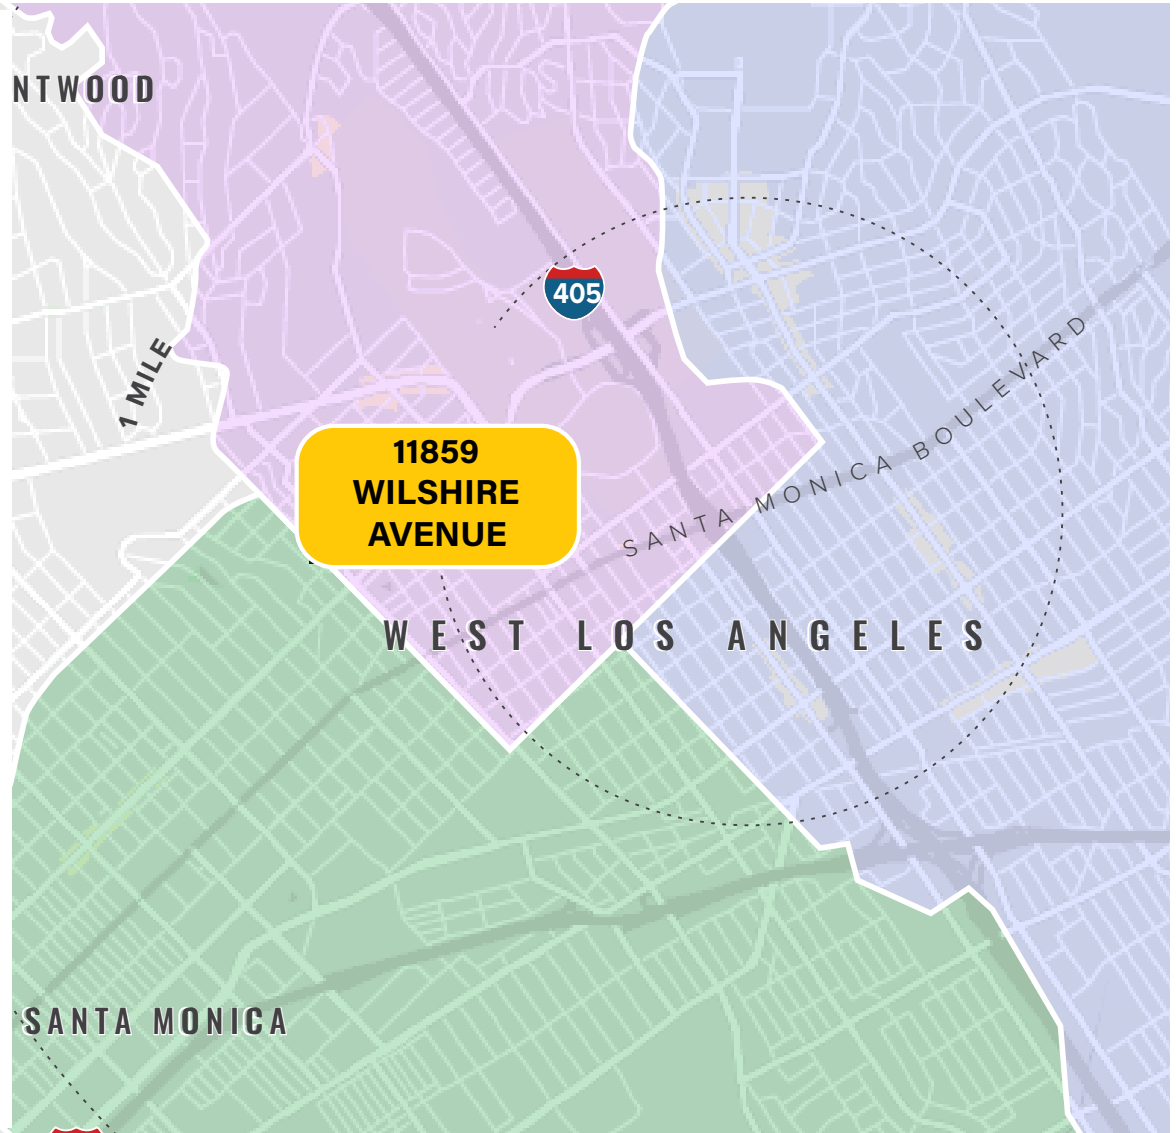 NTWOOD
405
1 MILE
SANTA MONICA BOULEVARD
11859
WILSHIRE
AVENUE
WEST LOS ANGELES
SANTA MONICA